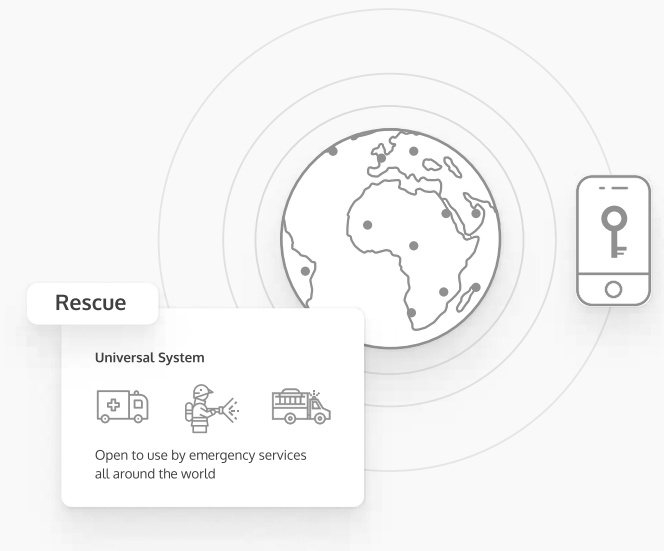 Rescue
Universal System
Open to use by emergency services
all around the world